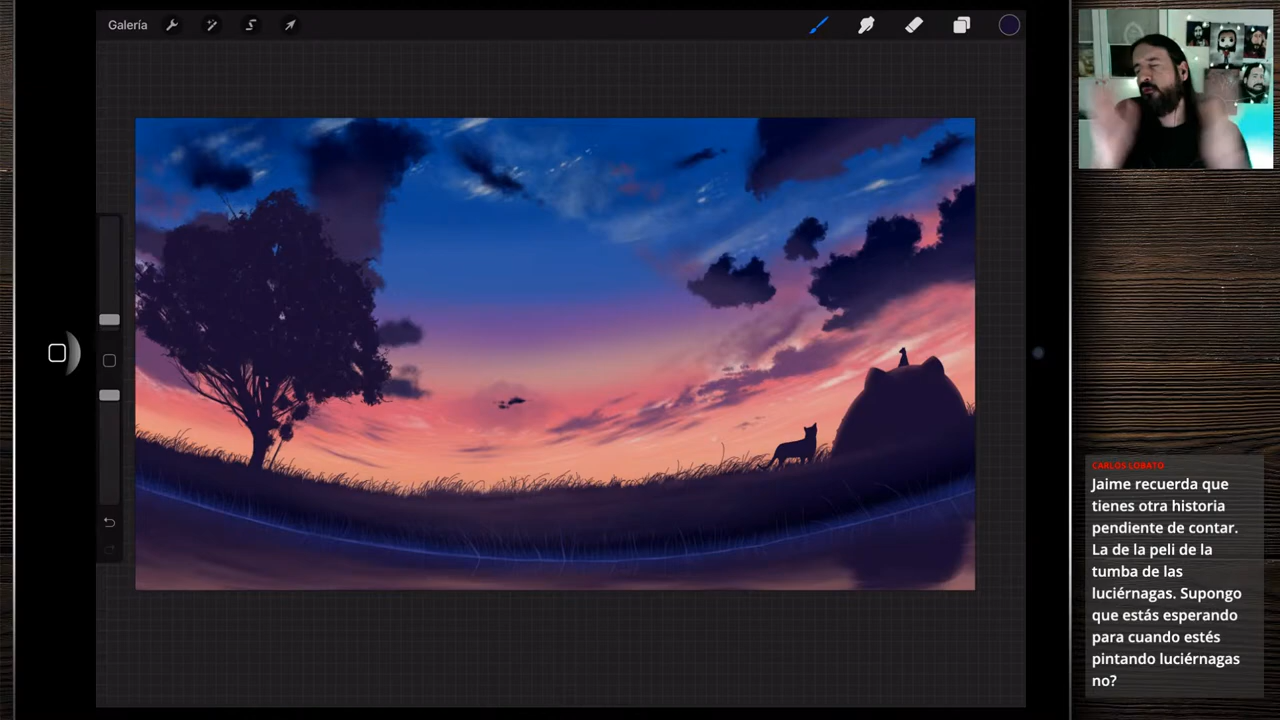 Galería
CARLOS LOBATO
Jaime recuerda que
tienes otra historia
pendiente de contar.
La de la peli de la
tumba de las
luciérnagas. Supongo
que estás esperando
para cuando estés
pintando luciérnagas
no?